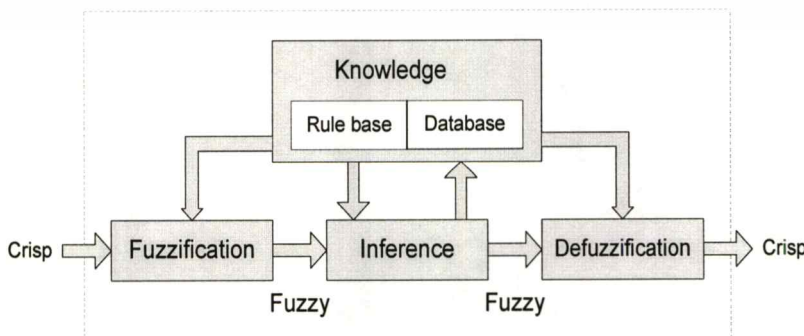 Knowledge
Rule base
Database
Crisp
Fuzzification
Inference
Defuzzification
Crisp
Fuzzy
Fuzzy